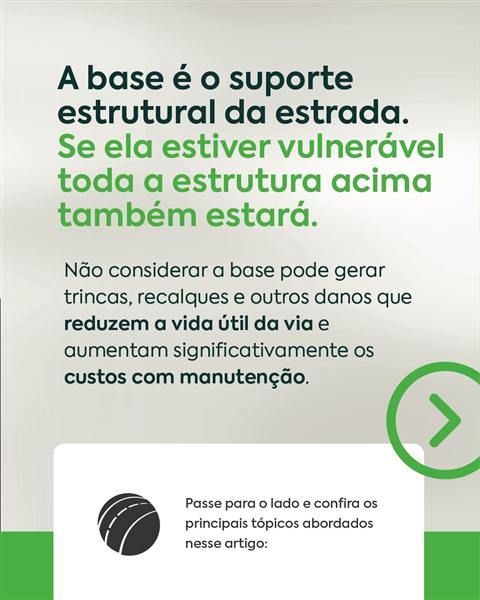 A base é o suporte
estrutural da estrada.
Se ela estiver vulnerável
toda a estrutura acima
também estará.
Não considerar a base pode gerar
trincas, recalques e outros danos que
reduzem a vida útil da via e
aumentam significativamente os
custos com manutenção.
Passe para o lado e confira os
principais tópicos abordados
nesse artigo: